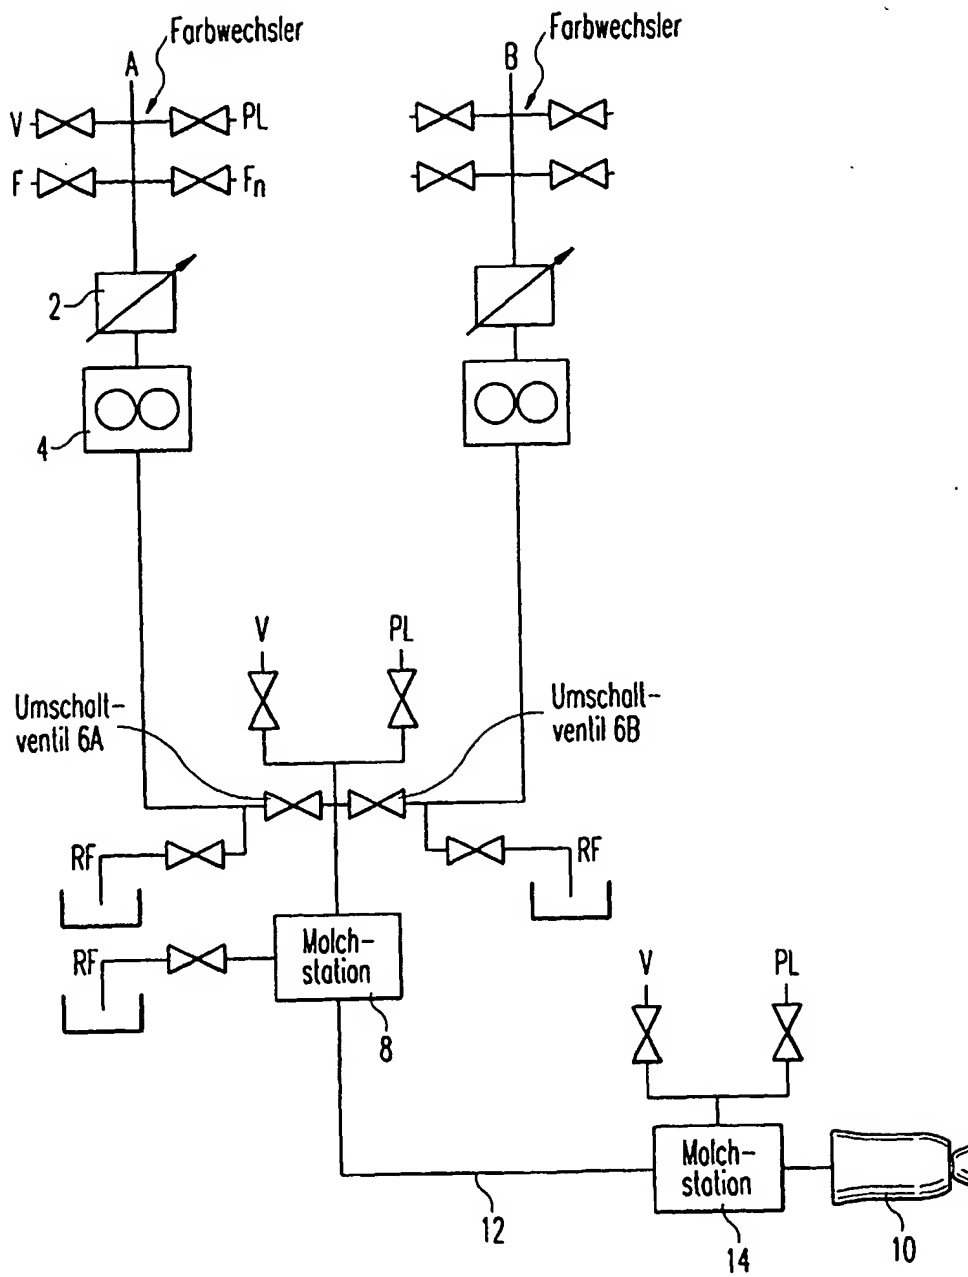 Farbwechsler
Farbwechsler
A
B
V
PL
F
Fn
2
4
V
PL
Umschalt-
ventil 6A
Umschalt-
ventil 6B
RF
RF
RF
Molch-
station
8
V
PL
Molch-
station
12
14
10